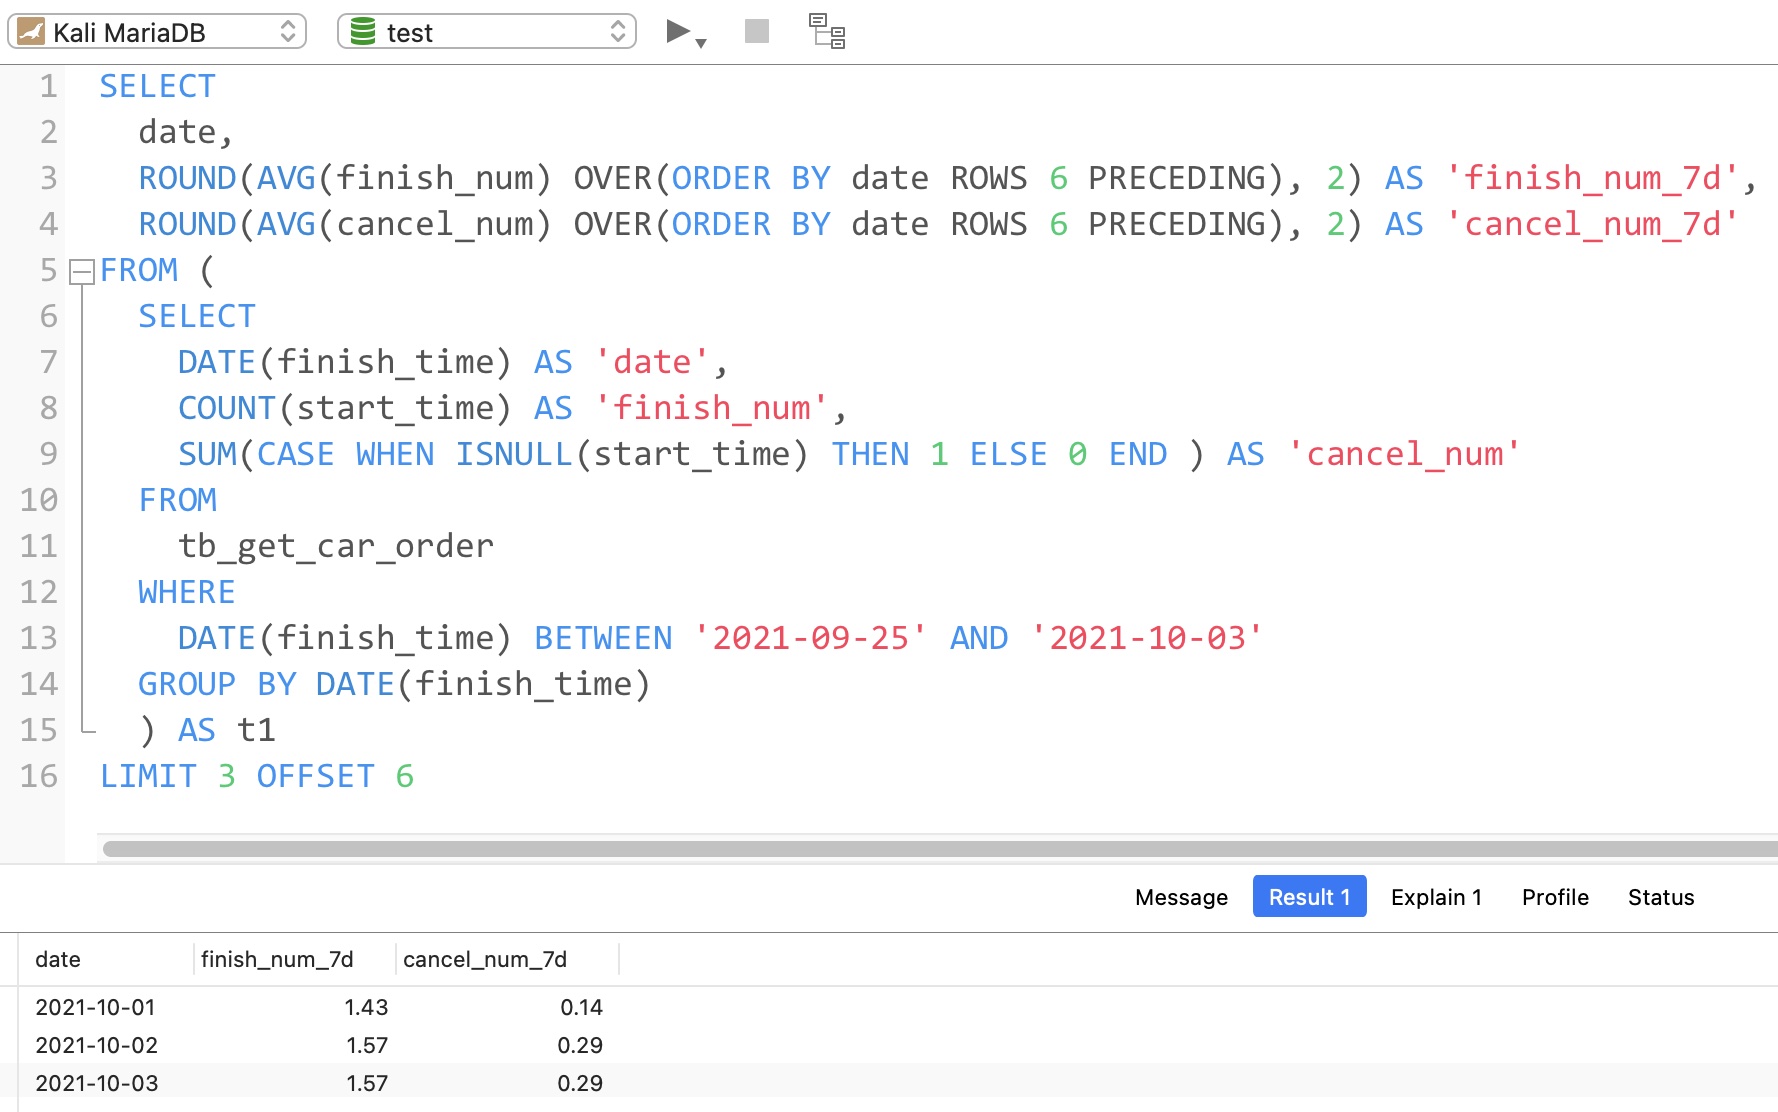 Kali MariaDB test
1 SELECT
2 date,
3 ROUND(AVG(finish_num) OVER(ORDER BY date ROWS 6 PRECEDING), 2) AS 'finish_num_7d',
4 ROUND(AVG(cancel_num) OVER(ORDER BY date ROWS 6 PRECEDING), 2) AS 'cancel_num_7d'
5 FROM (
6 SELECT
7 DATE(finish_time) AS 'date',
8 COUNT(start_time) AS 'finish_num',
9 SUM(CASE WHEN ISNULL(start_time) THEN 1 ELSE 0 END ) AS 'cancel_num'
10 FROM
11 tb_get_car_order
12 WHERE
13 DATE(finish_time) BETWEEN '2021-09-25' AND '2021-10-03'
14 GROUP BY DATE(finish_time)
15 ) AS t1
16 LIMIT 3 OFFSET 6
Message Result 1 Explain 1 Profile Status
date finish_num_7d cancel_num_7d
2021-10-01 1.43 0.14
2021-10-02 1.57 0.29
2021-10-03 1.57 0.29